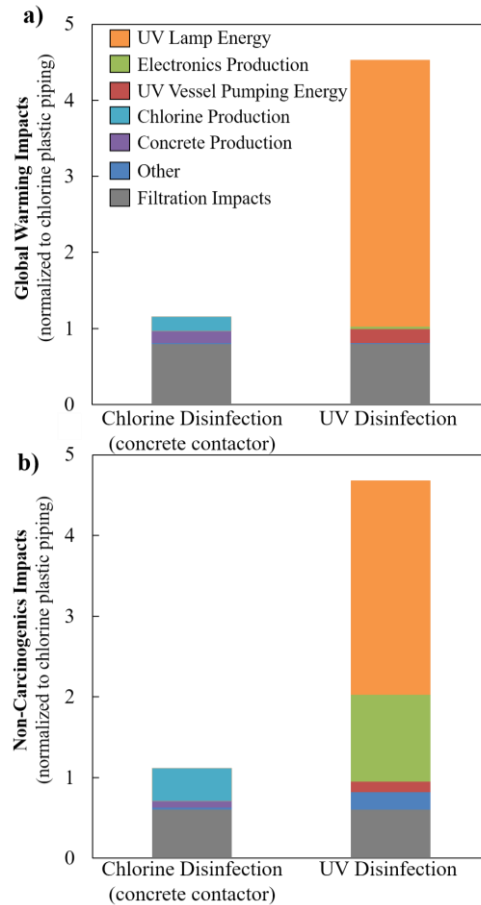 a)
Global Warming Impacts
(normalized to chlorine plastic piping)
5
4
3
2
1
0
UV Lamp Energy
Electronics Production
UV Vessel Pumping Energy
Chlorine Production
Concrete Production
Other
Filtration Impacts
Chlorine Disinfection
(concrete contactor)
UV Disinfection
b)
Non-Carcinogenics Impacts
(normalized to chlorine plastic piping)
5
4
3
2
1
0
Chlorine Disinfection
(concrete contactor)
UV Disinfection